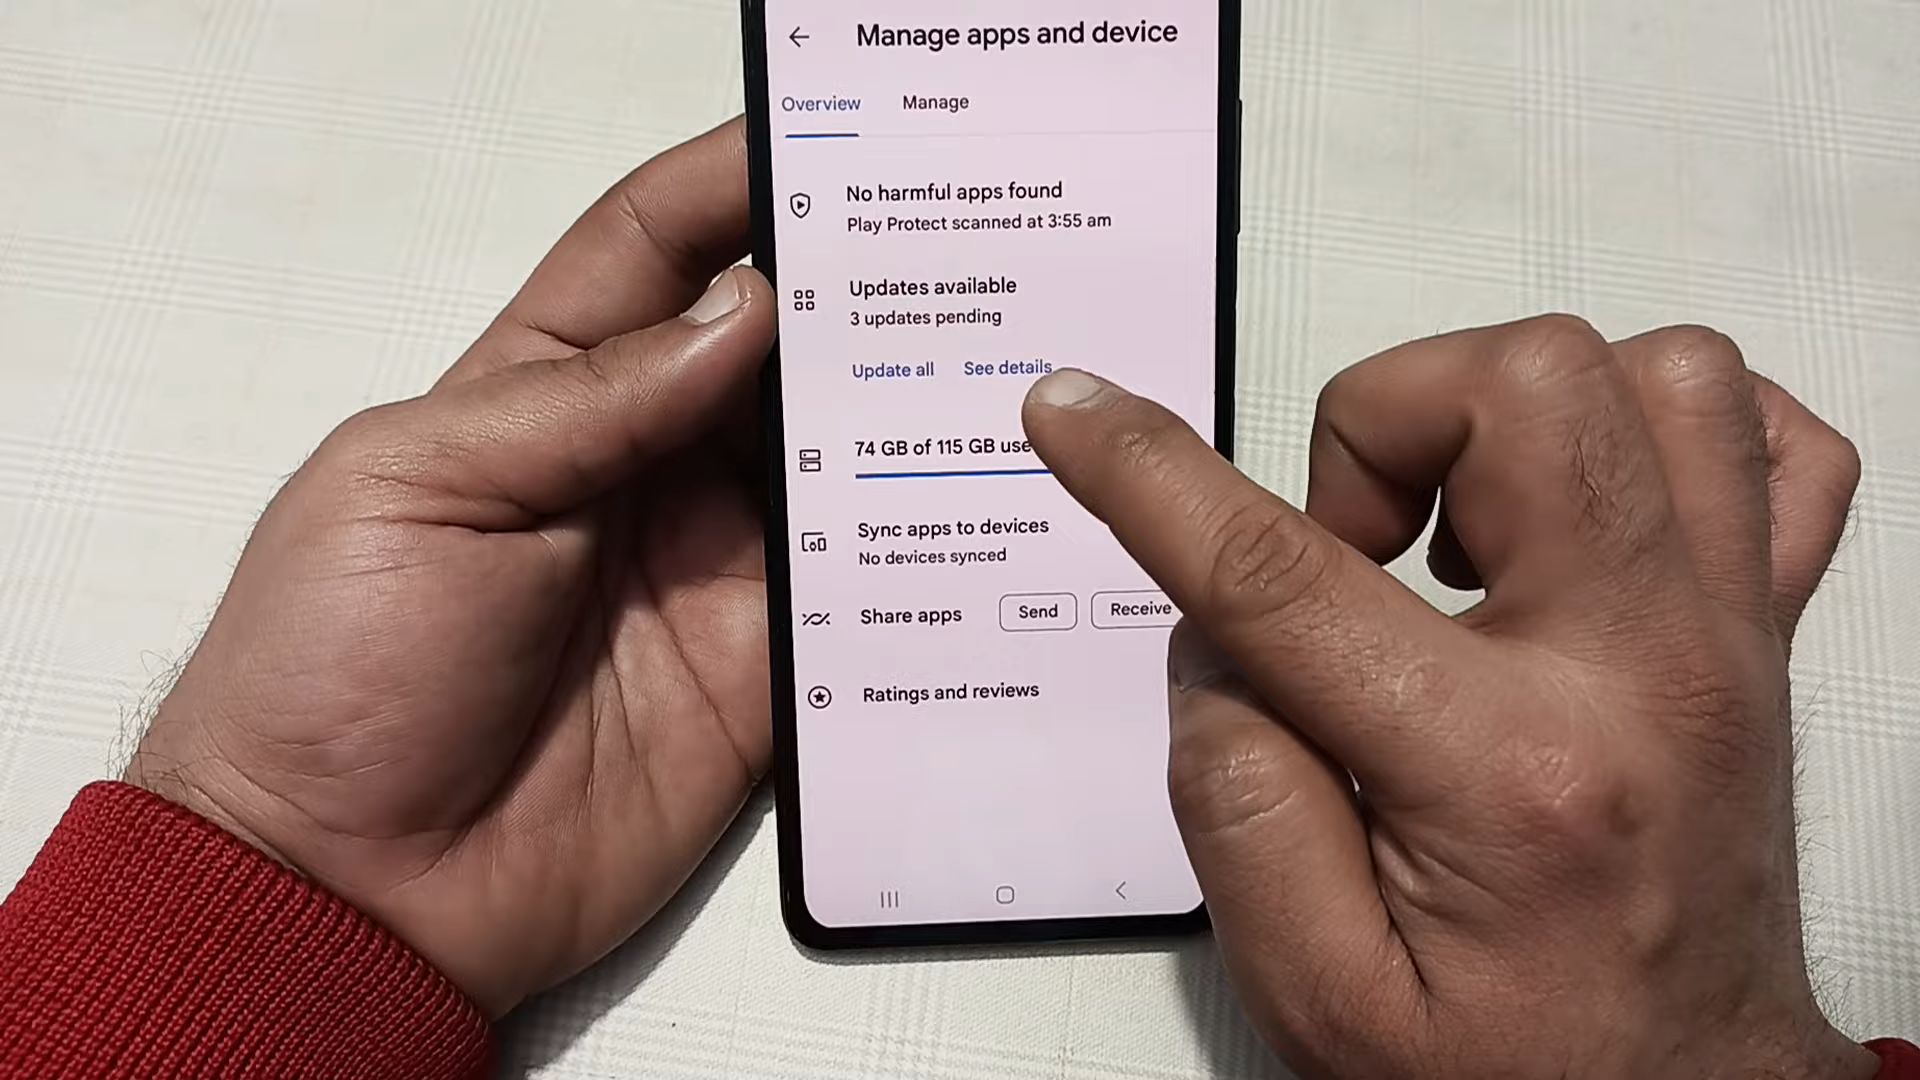 Manage apps and device
Overview Manage
No harmful apps found
Play Protect scanned at 3:55 am
Updates available
3 updates pending
Update all See details
74 GB of 115 GB use
Sync apps to devices
No devices synced
Share apps Send Receive
Ratings and reviews